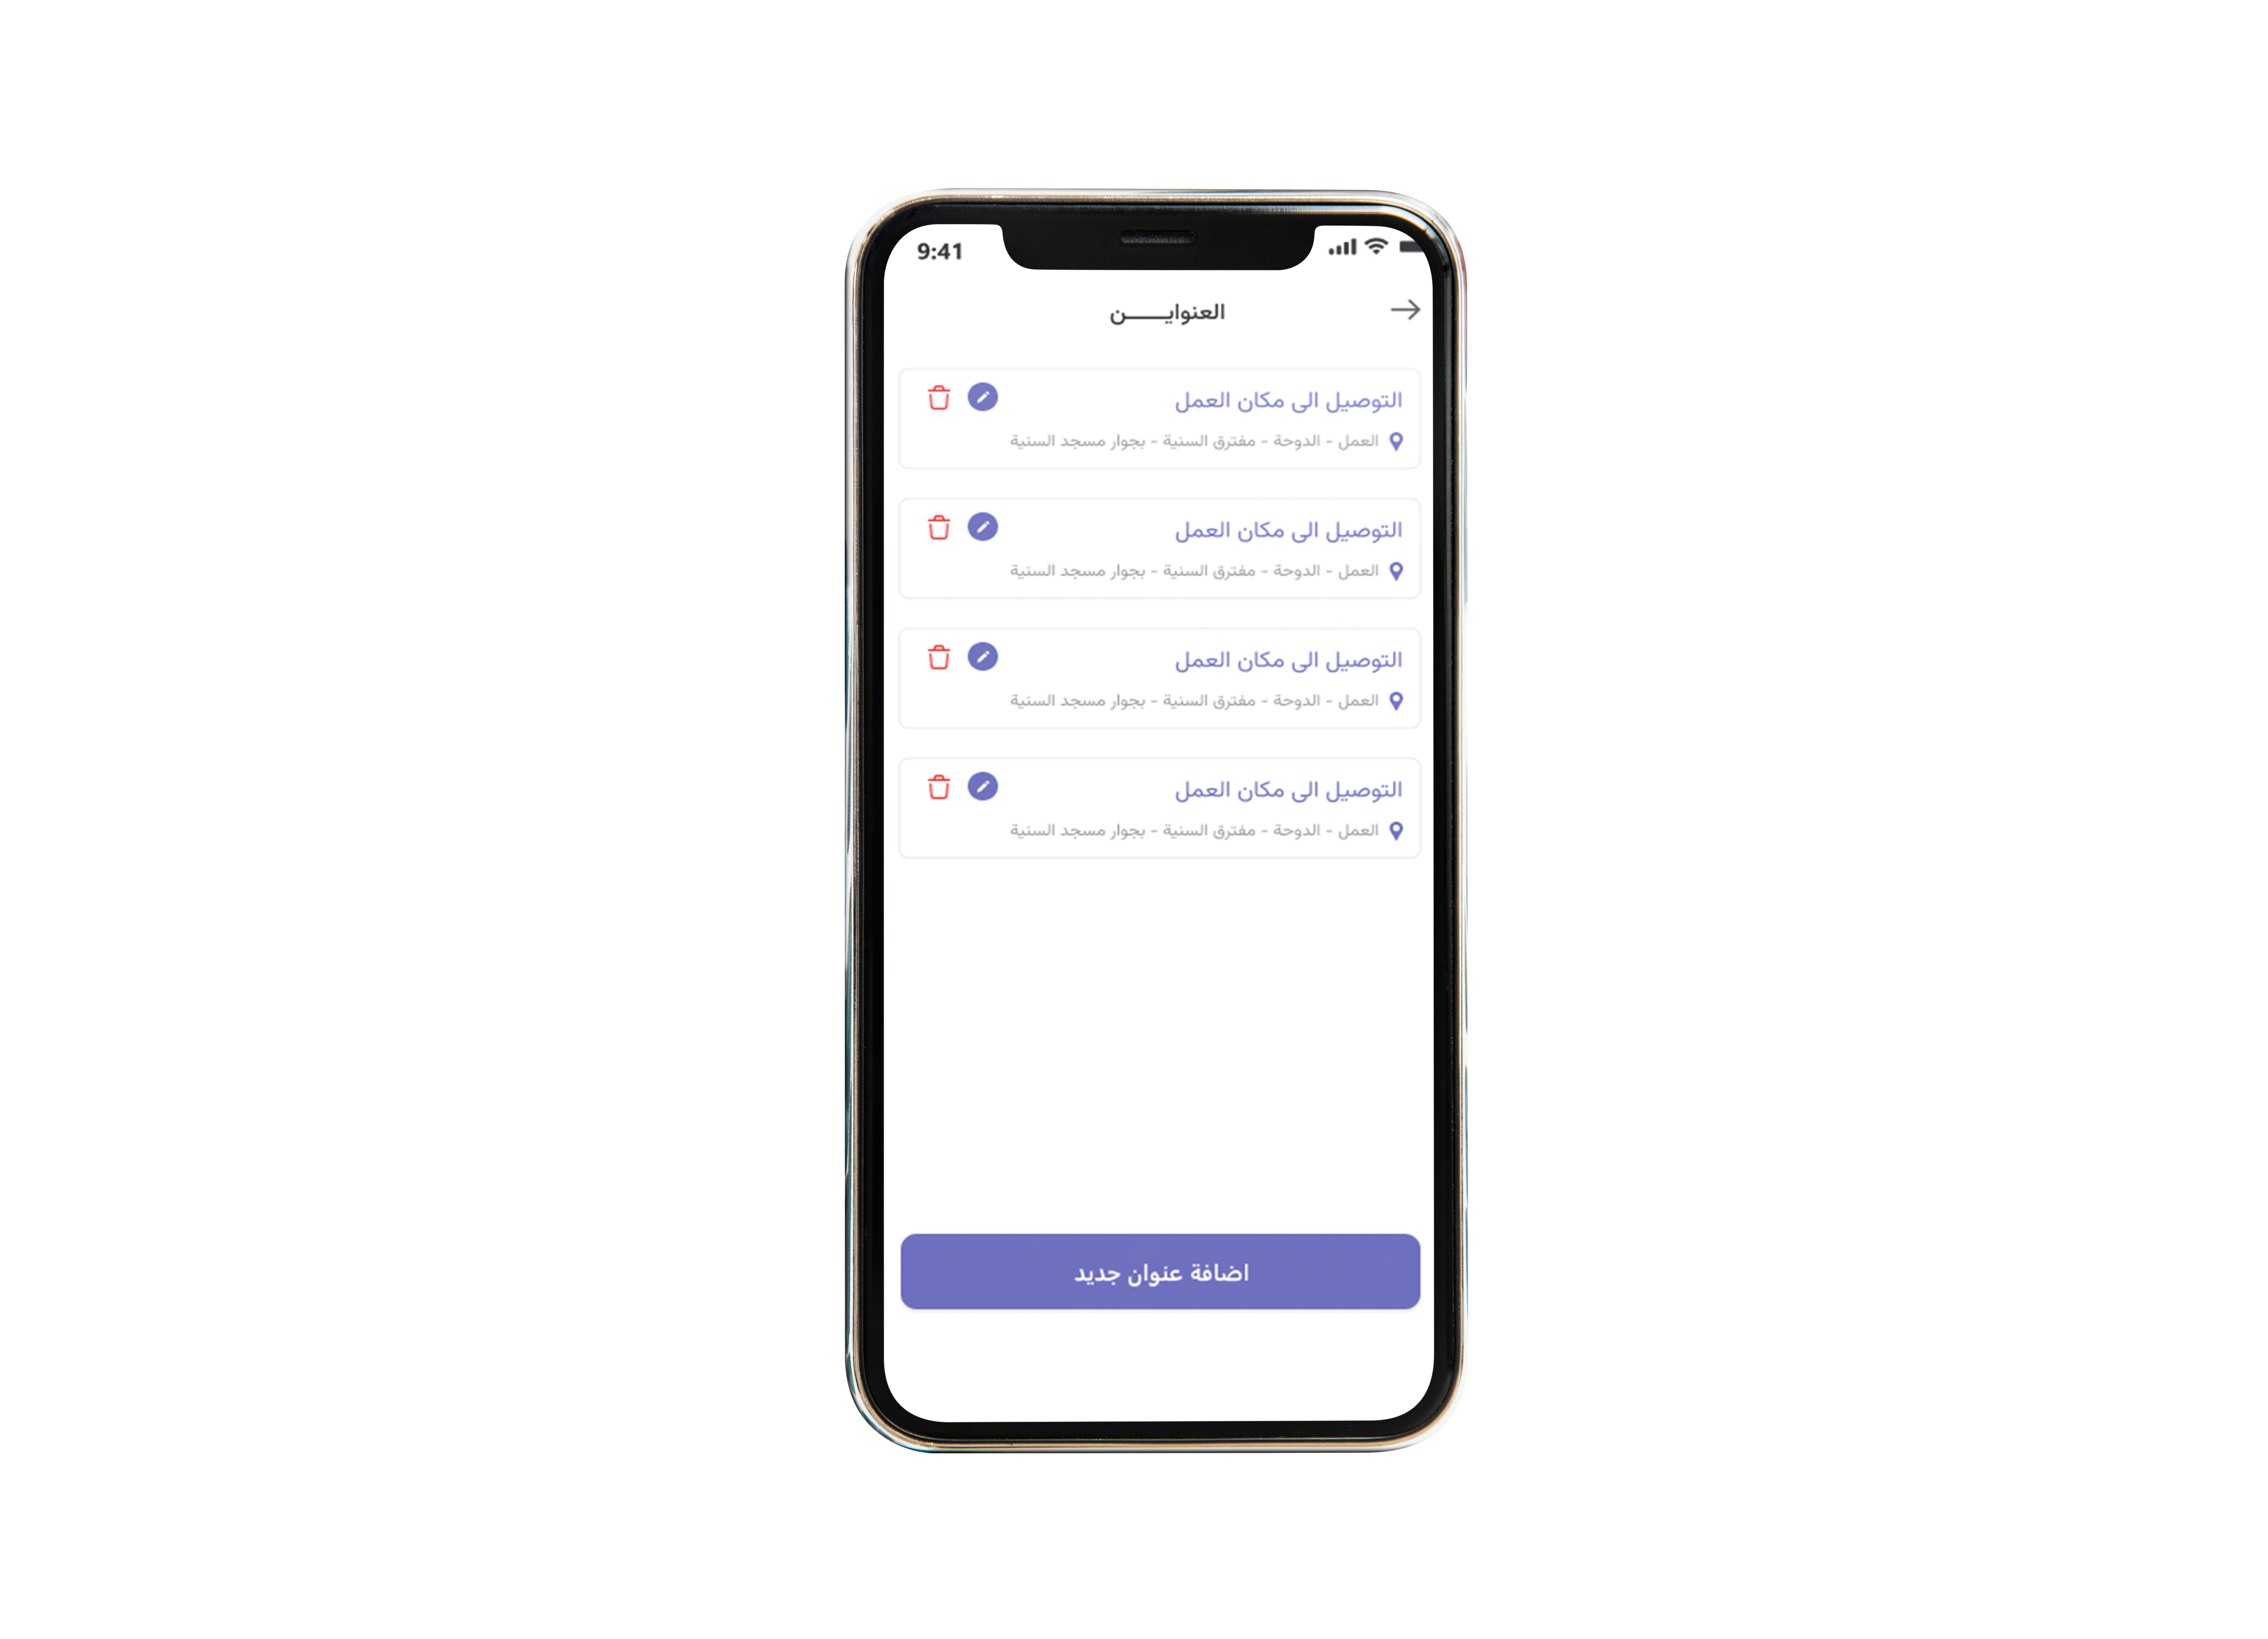 9:41
العنوايـــــن
التوصيل الى مكان العمل
العمل - الدوحة - مفترق السنية - بجوار مسجد السنية
التوصيل الى مكان العمل
العمل - الدوحة - مفترق السنية - بجوار مسجد السنية
التوصيل الى مكان العمل
العمل - الدوحة - مفترق السنية - بجوار مسجد السنية
التوصيل الى مكان العمل
العمل - الدوحة - مفترق السنية - بجوار مسجد السنية
اضافة عنوان جديد